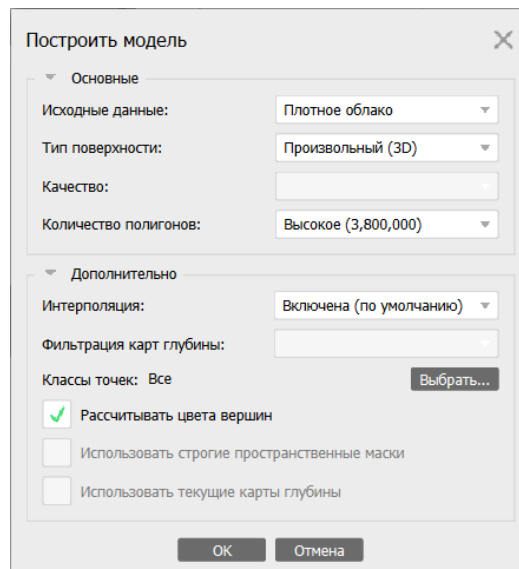 Построить модель
Основные
Исходные данные: Плотное облако
Тип поверхности: Произвольный (3D)
Качество:
Количество полигонов: Высокое (3,800,000)
Дополнительно
Интерполяция: Включена (по умолчанию)
Фильтрация карт глубины:
Классы точек: Все Выбрать...
Рассчитывать цвета вершин
Использовать строгие пространственные маски
Использовать текущие карты глубины
OK Отмена